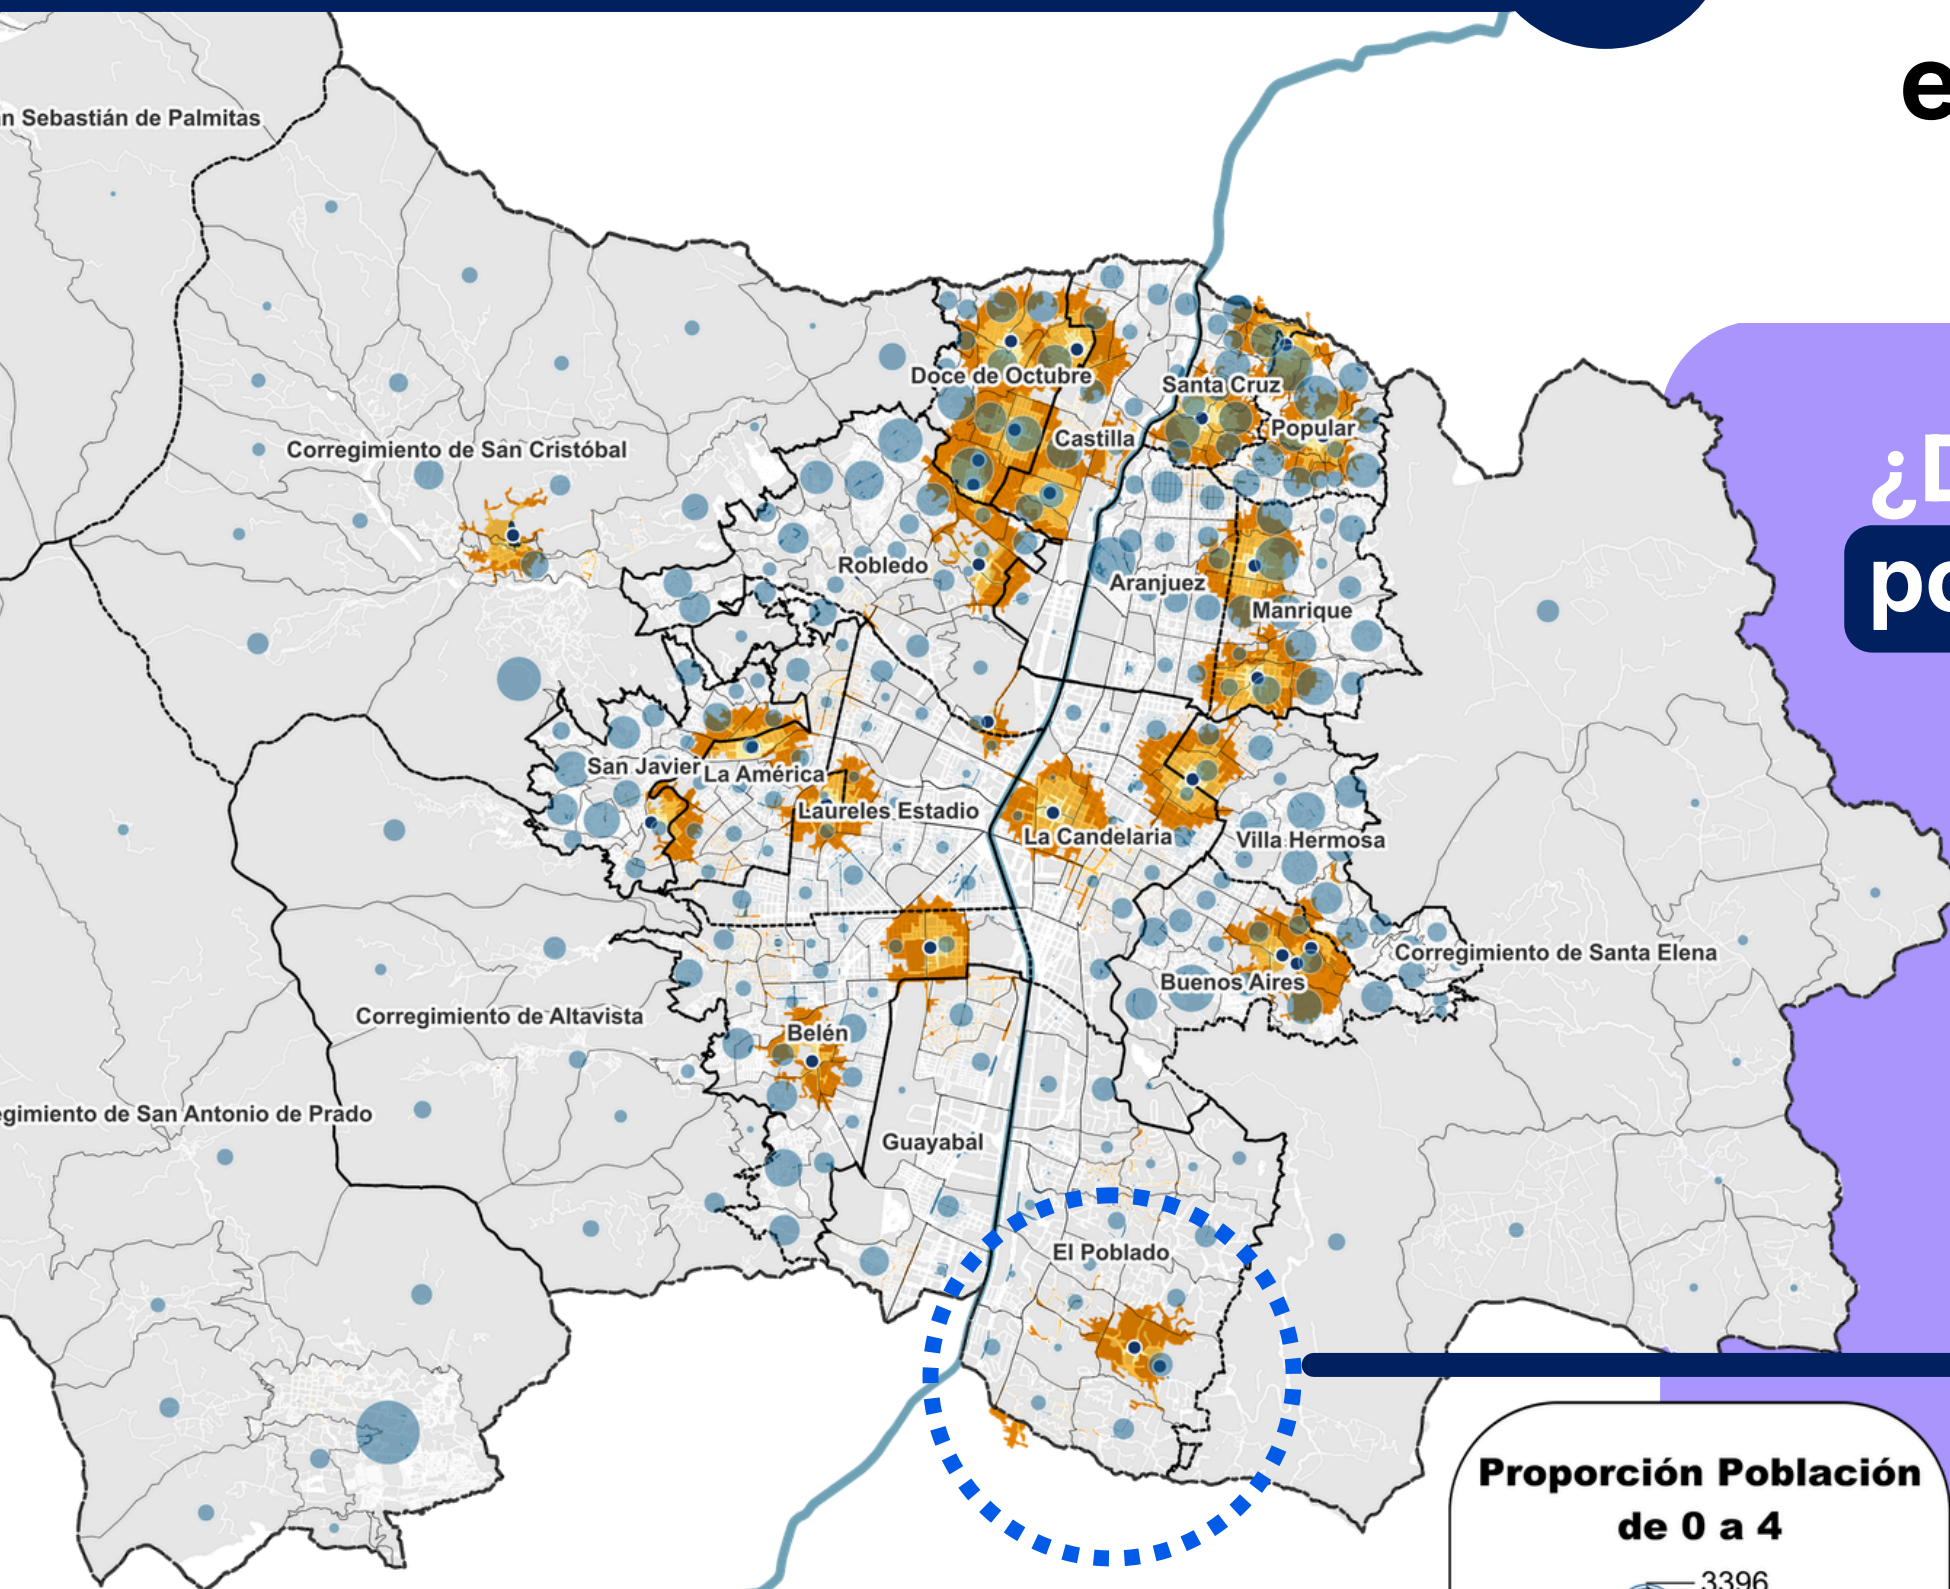 e
n Sebastián de Palmitas
Doce de Octubre
Santa Cruz
Castilla
Popular
Corregimiento de San Cristóbal
¿D
po
Robledo
Aranjuez
Manrique
San Javier
La América
Laureles Estadio
La Candelaria
Villa Hermosa
Corregimiento de Santa Elena
Buenos Aires
Corregimiento de Altavista
Belén
egimiento de San Antonio de Prado
Guayabal
El Poblado
Proporción Población
de 0 a 4
3396